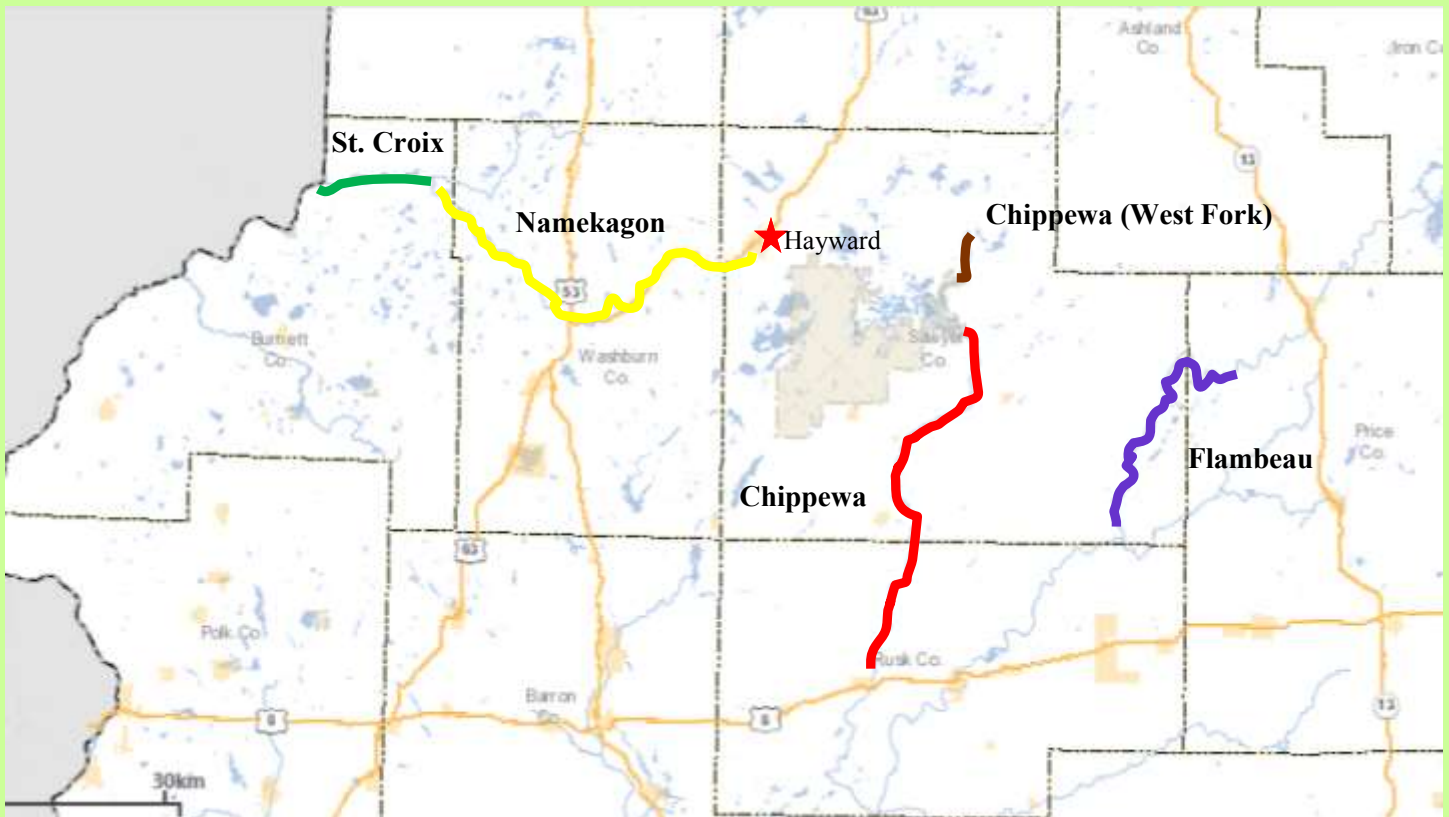 63
Ashland
Co.
Iron Co
St. Croix
13
Namekagon
Chippewa (West Fork)
Hayward
53
Burnett
Co.
Washburn
Co.
Sawyer
Co.
Price
Co.
Flambeau
Chippewa
63
Polk Co.
Rusk Co.
Barron
Co.
8
8
13
30km